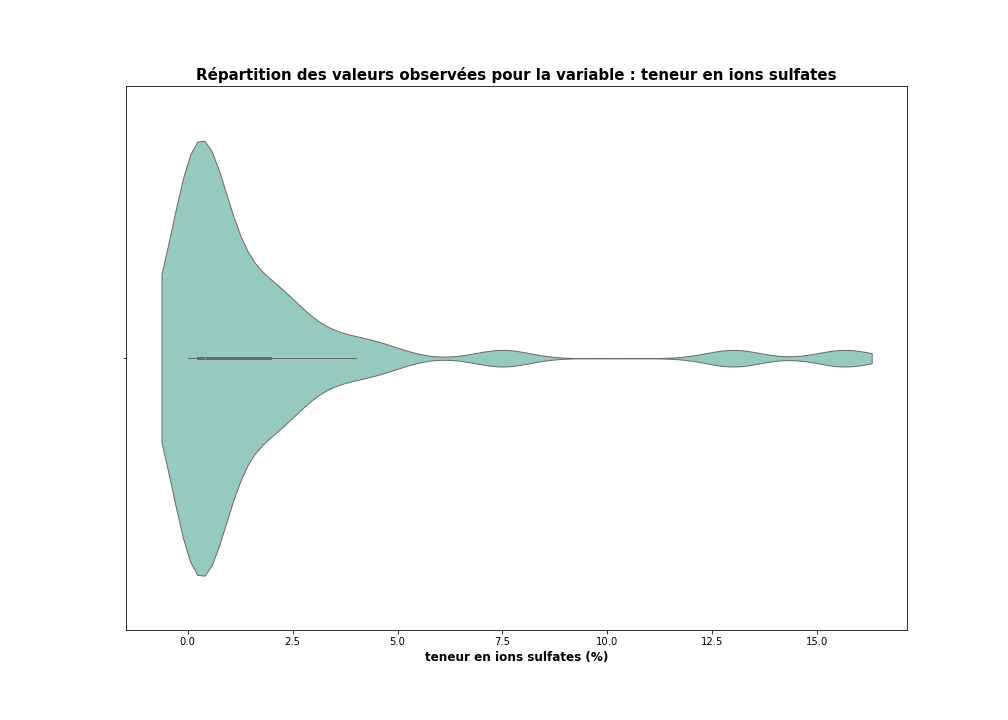 Répartition des valeurs observées pour la variable : teneur en ions sulfates
0.0 2.5 5.0 7.5 10.0 12.5 15.0
teneur en ions sulfates (%)